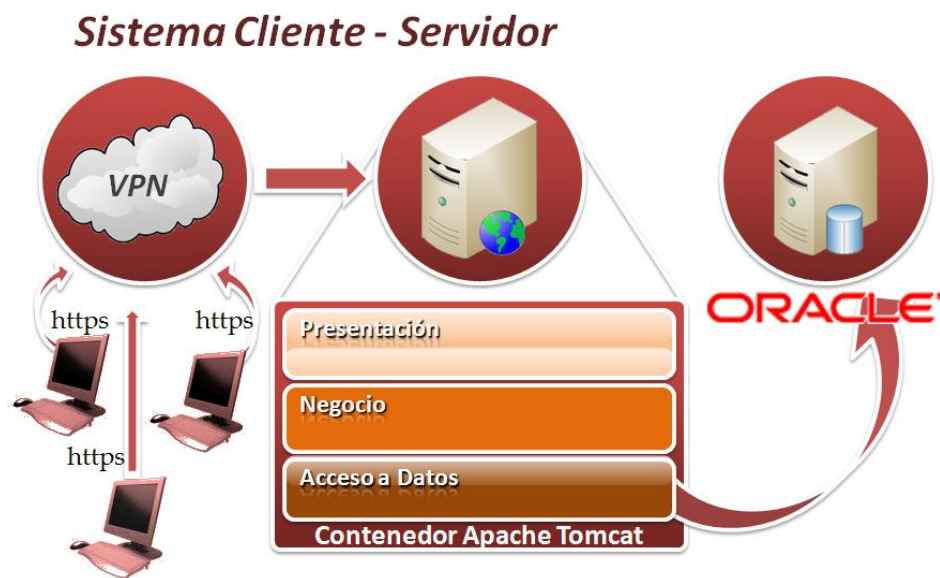 Sistema Cliente - Servidor
VPN
https
https
https
Presentación
Negocio
Acceso a Datos
Contenedor Apache Tomcat
ORACLE